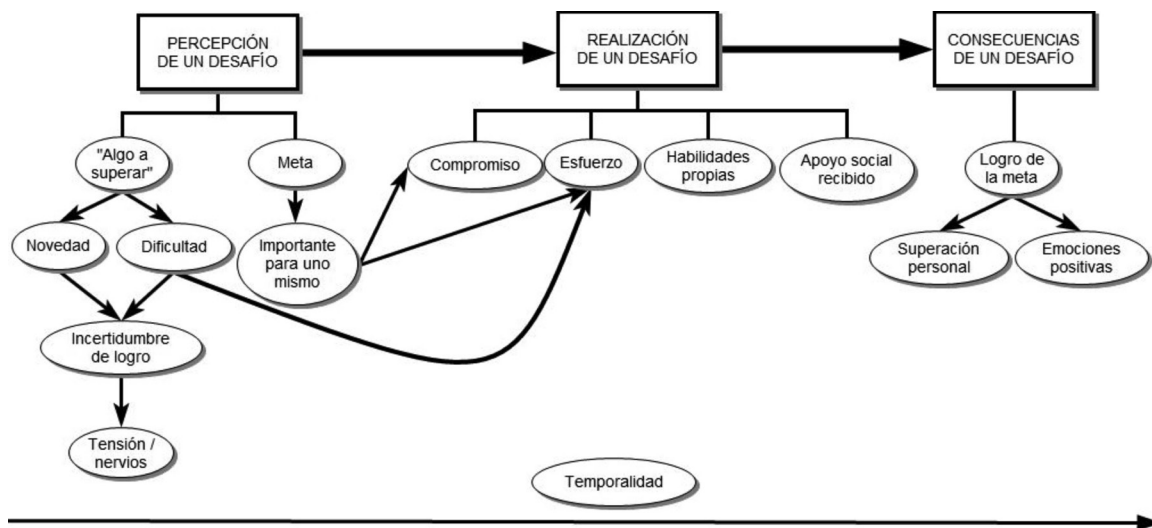 PERCEPCIÓN
DE UN DESAFÍO
REALIZACIÓN
DE UN DESAFÍO
CONSECUENCIAS
DE UN DESAFÍO
"Algo a
superar"
Meta
Compromiso
Esfuerzo
Habilidades
propias
Apoyo social
recibido
Logro de
la meta
Novedad
Dificultad
Importante
para uno
mismo
Superación
personal
Emociones
positivas
Incertidumbre
de logro
Tensión /
nervios
Temporalidad